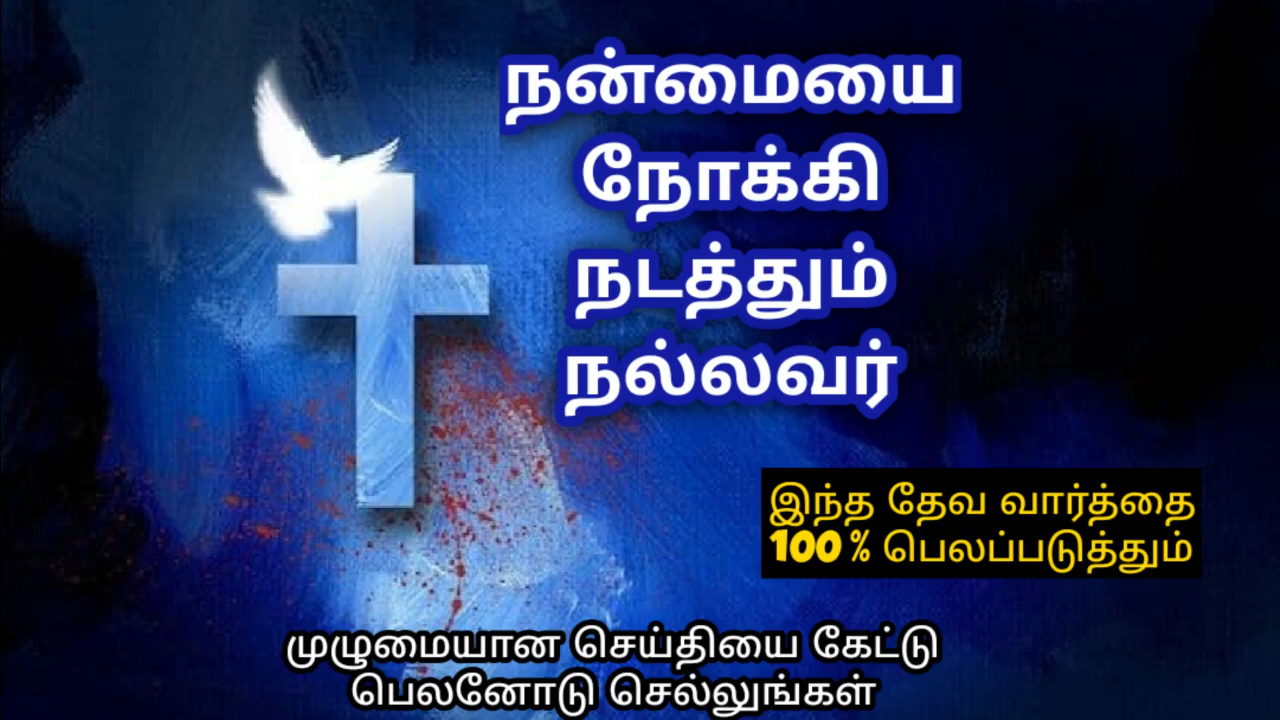 நன்மையை
நோக்கி
நடத்தும்
நல்லவர்
இந்த தேவ வார்த்தை
100 % பெலப்படுத்தும்
முழுமையான செய்தியை கேட்டு
பெலனோடு செல்லுங்கள்